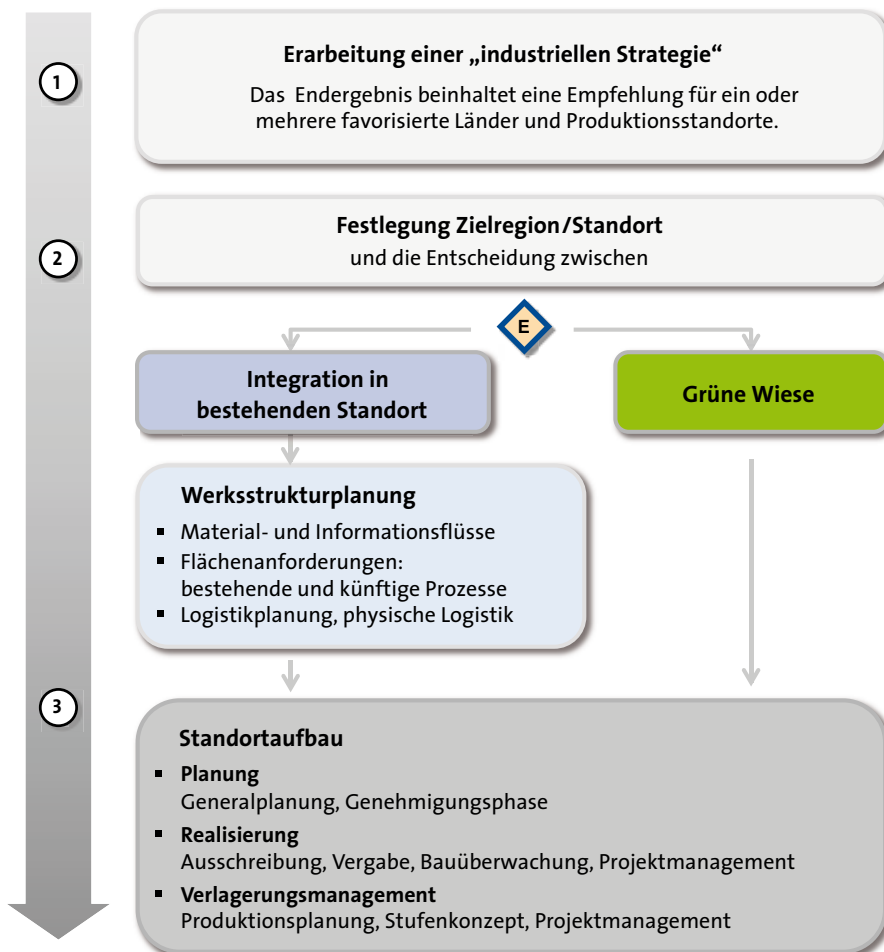 1
Erarbeitung einer „industriellen Strategie“
Das Endergebnis beinhaltet eine Empfehlung für ein oder
mehrere favorisierte Länder und Produktionsstandorte.
2
Festlegung Zielregion/Standort
und die Entscheidung zwischen
E
Integration in
bestehenden Standort
Grüne Wiese
Werksstrukturplanung
▪ Material- und Informationsflüsse
▪ Flächenanforderungen:
bestehende und künftige Prozesse
▪ Logistikplanung, physische Logistik
3
Standortaufbau
▪ Planung
Generalplanung, Genehmigungsphase
▪ Realisierung
Ausschreibung, Vergabe, Bauüberwachung, Projektmanagement
▪ Verlagerungsmanagement
Produktionsplanung, Stufenkonzept, Projektmanagement